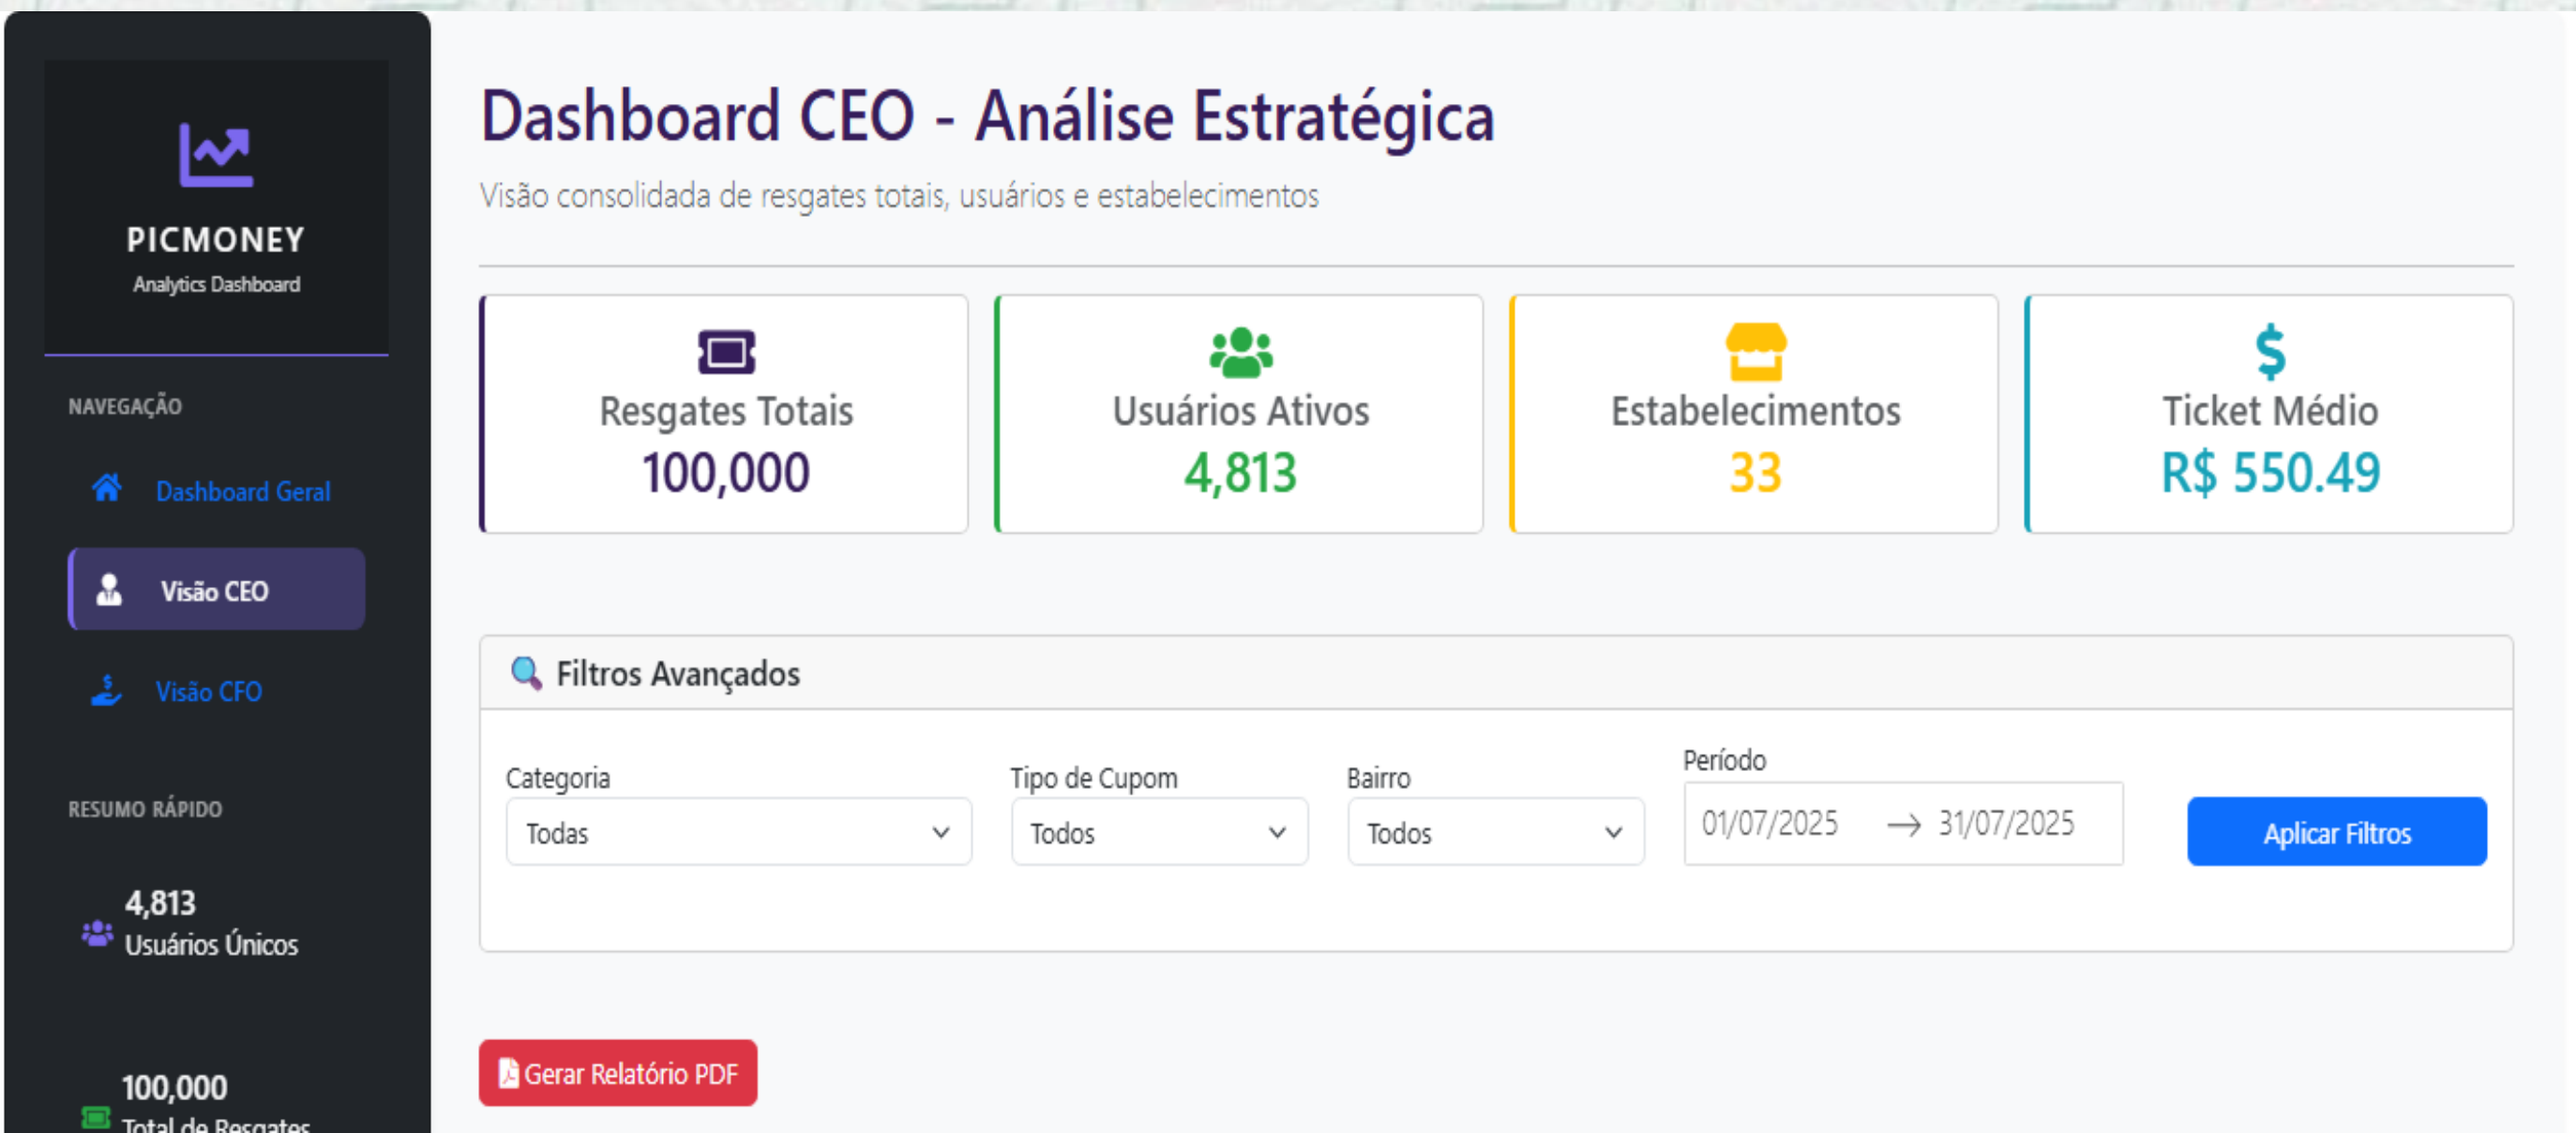 PICMONEY
Analytics Dashboard
NAVEGAÇÃO
Dashboard Geral
Visão CEO
Visão CFO
RESUMO RÁPIDO
4,813
Usuários Únicos
100,000
Total de Resgates
Dashboard CEO - Análise Estratégica
Visão consolidada de resgates totais, usuários e estabelecimentos
Resgates Totais
100,000
Usuários Ativos
4,813
Estabelecimentos
33
Ticket Médio
R$ 550.49
Filtros Avançados
Categoria
Todas
Tipo de Cupom
Todos
Bairro
Todos
Período
01/07/2025 → 31/07/2025
Aplicar Filtros
Gerar Relatório PDF